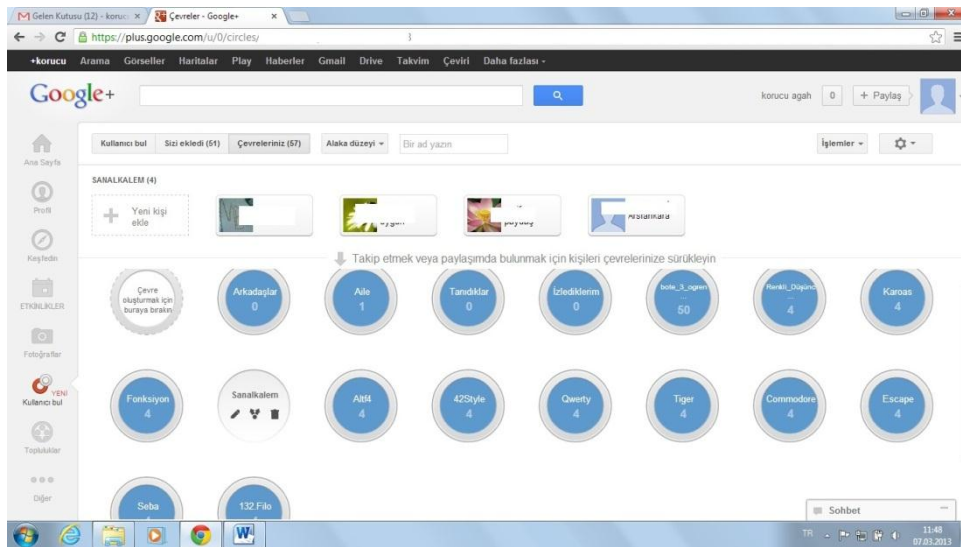 Gelen Kutusu (12) - koruc
Çevreler - Google+
https://plus.google.com/u/0/circles/
+korucu Arama Görseller Haritalar Play Haberler Gmail Drive Takvim Çeviri Daha fazlası
Google+
korucu agah 0 + Paylaş
Kullanıcı bul Sizi ekledi (51) Çevreleriniz (57) Alaka düzeyi Bir ad yazın İşlemler
Ana Sayfa
Profil
Keşfedin
ETKİNLİKLER
Fotoğraflar
YENİ
Kullanıcı bul
Topluluklar
Diğer
SANALKALEM (4)
+ Yeni kişi
ekle
Arslankara
Takip etmek veya paylaşımda bulunmak için kişileri çevrelerinize sürükleyin
Çevre
oluşturmak için
buraya bırakın
Arkadaşlar
0
Aile
1
Tanıdıklar
0
İzlediklerim
0
bote_3_ogren
...
50
Renkli_Düşünc
...
4
Karoas
4
Fonksiyon
4
Sanalkalem
Altf4
4
42Style
4
Qwerty
4
Tiger
4
Commodore
4
Escape
4
Seba
132.Filo
Sohbet
TR
11:48
07.03.2013